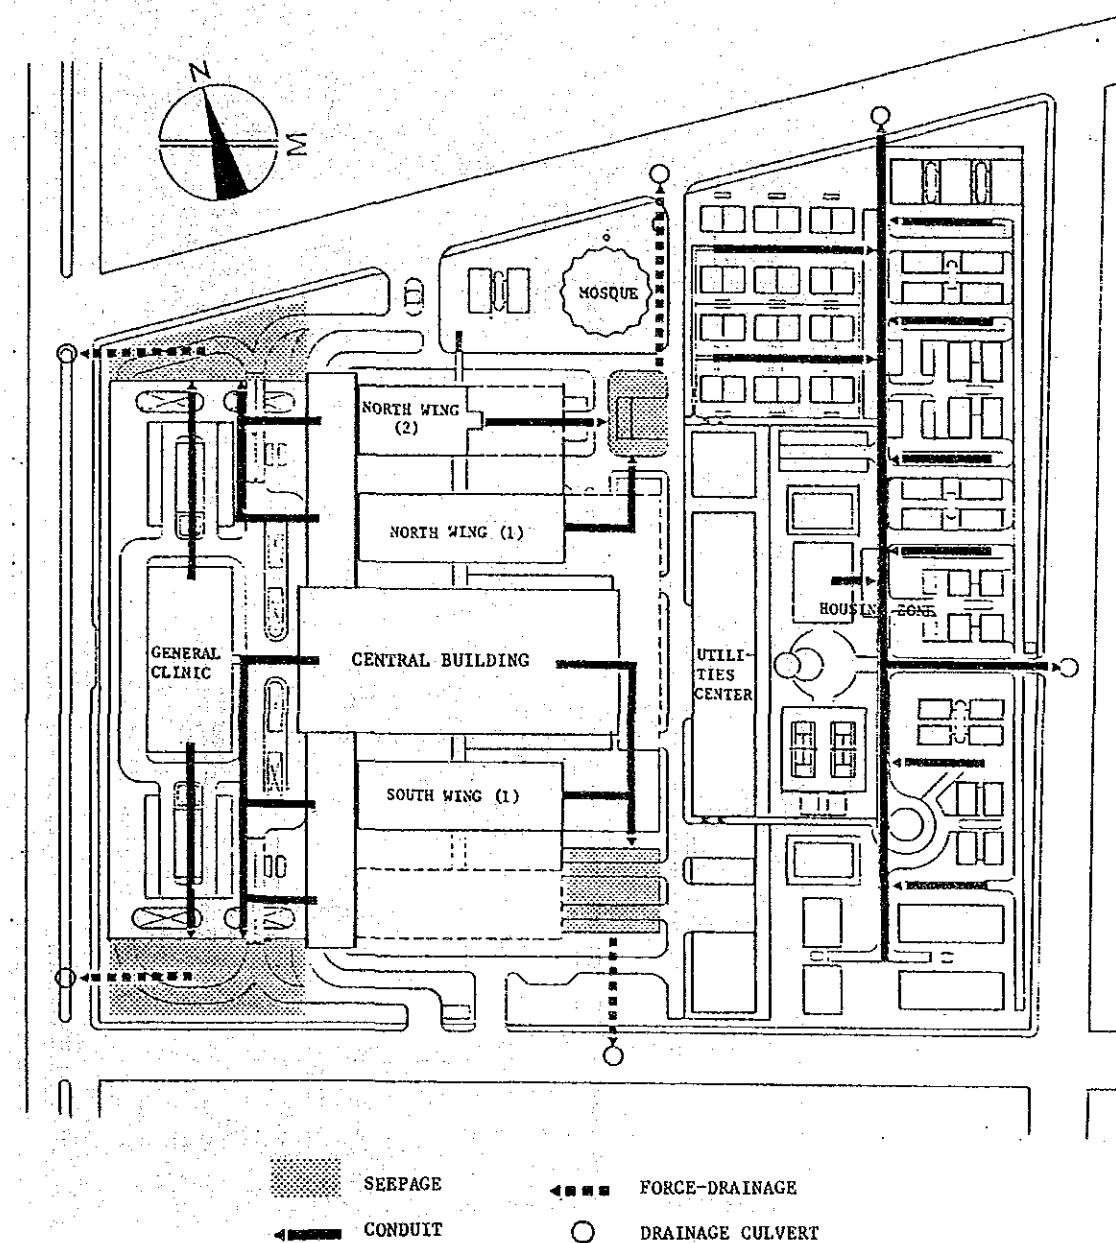 N
M
MOSQUE
NORTH WING
(2)
NORTH WING (1)
GENERAL
CLINIC
CENTRAL BUILDING
UTILI-
TIES
CENTER
HOUSING ZONE
SOUTH WING (1)
SEEPAGE
FORCE-DRAINAGE
CONDUIT
DRAINAGE CULVERT